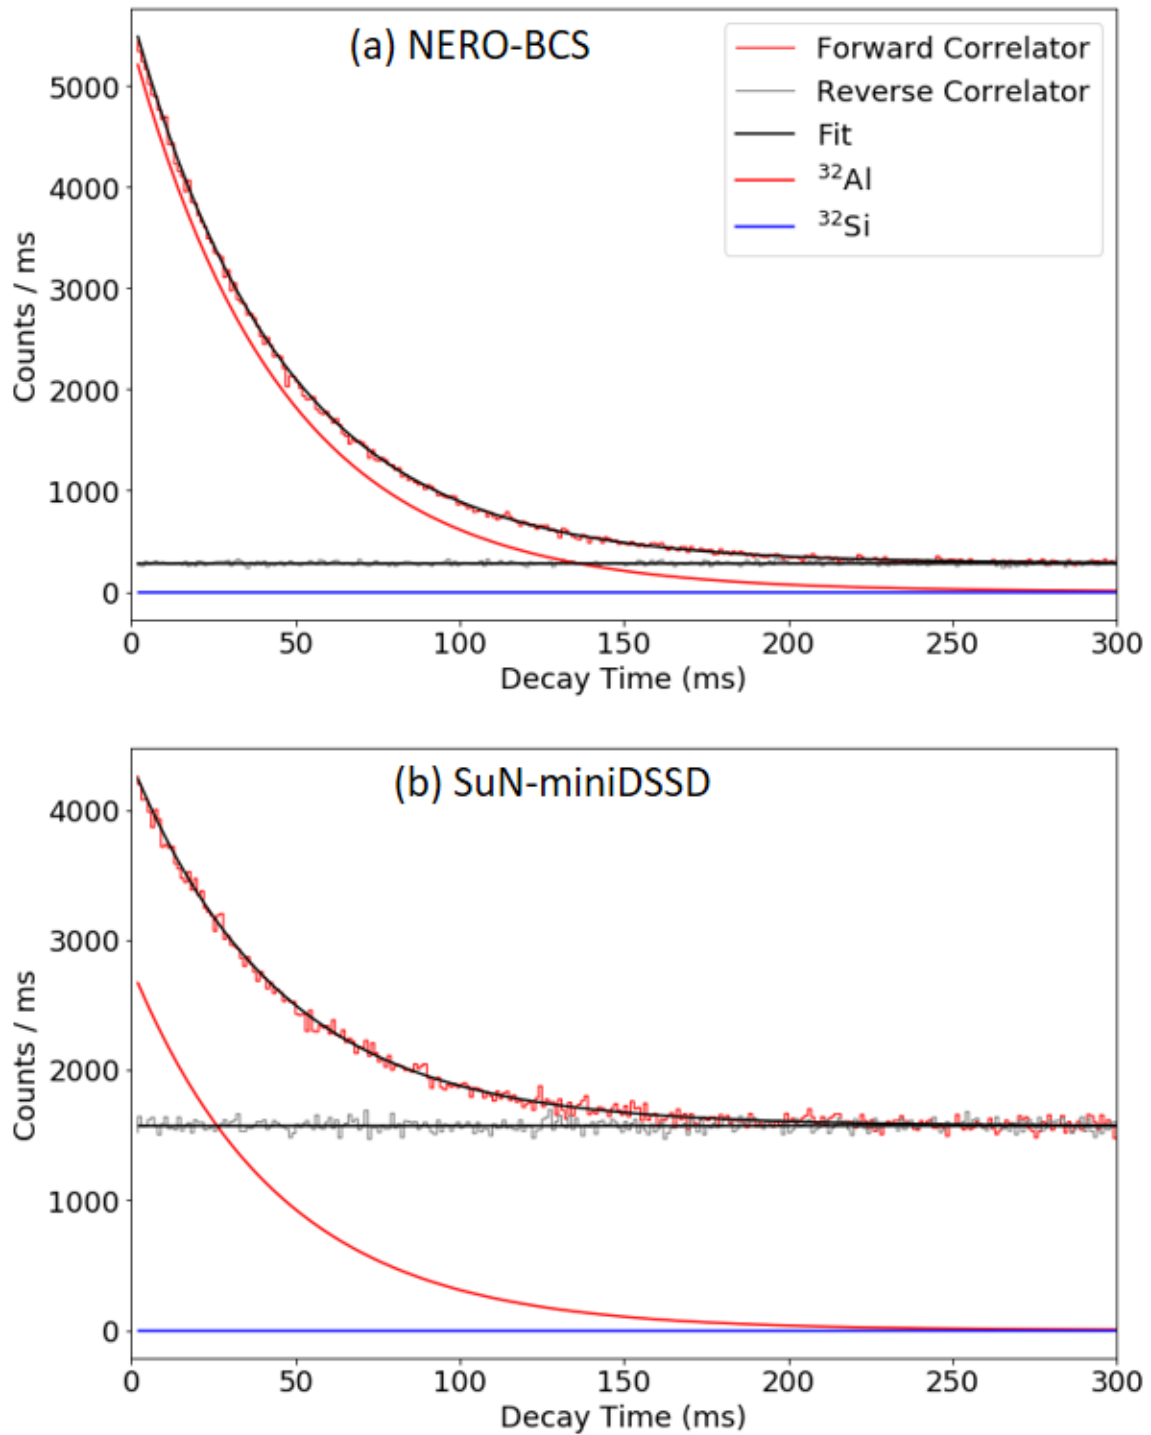 (a) NERO-BCS
Forward Correlator
Reverse Correlator
Fit
³²Al
³²Si
5000
4000
3000
2000
1000
0
Counts / ms
0 50 100 150 200 250 300
Decay Time (ms)
(b) SuN-miniDSSD
4000
3000
2000
1000
0
Counts / ms
0 50 100 150 200 250 300
Decay Time (ms)